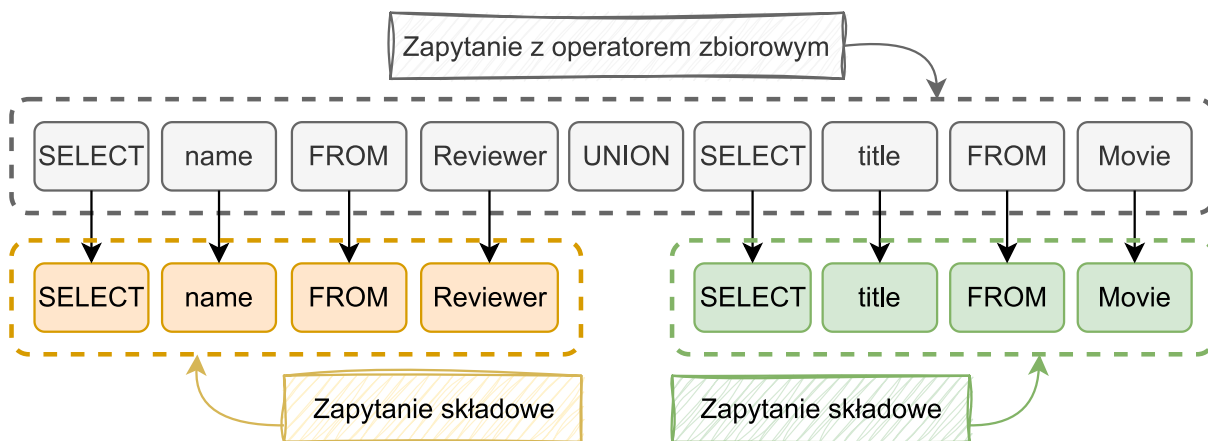 Zapytanie z operatorem zbiorowym
SELECT name FROM Reviewer UNION SELECT title FROM Movie
SELECT name FROM Reviewer SELECT title FROM Movie
Zapytanie składowe Zapytanie składowe